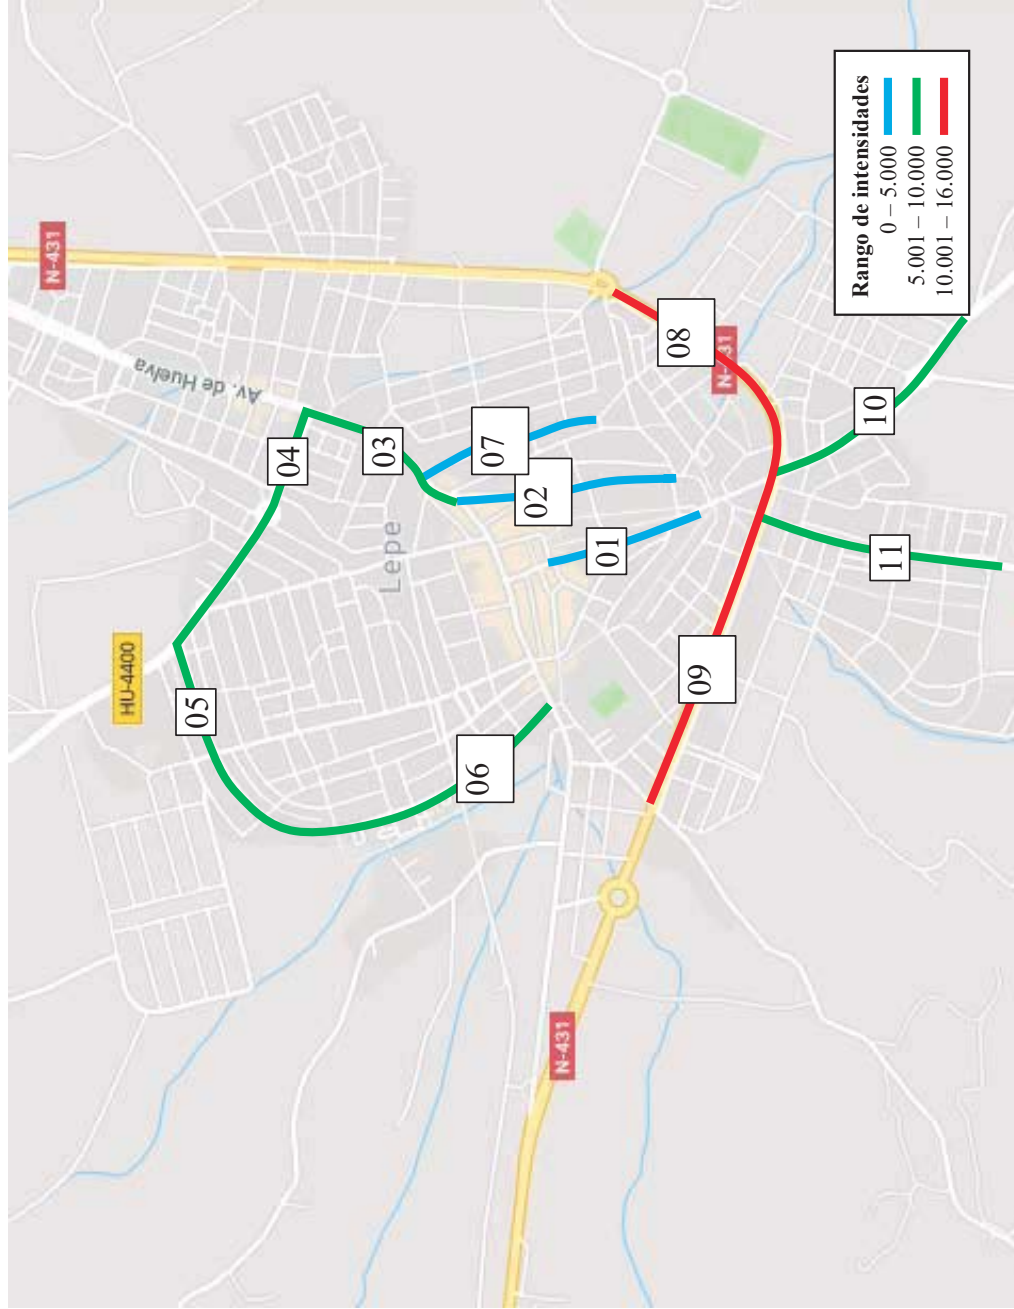 N-431
Av. de Huelva
04
03
07
02
01
Lepe
HU-4400
05
06
08
N-431
10
11
09
N-431
Rango de intensidades
0 – 5.000
5.001 – 10.000
10.001 – 16.000